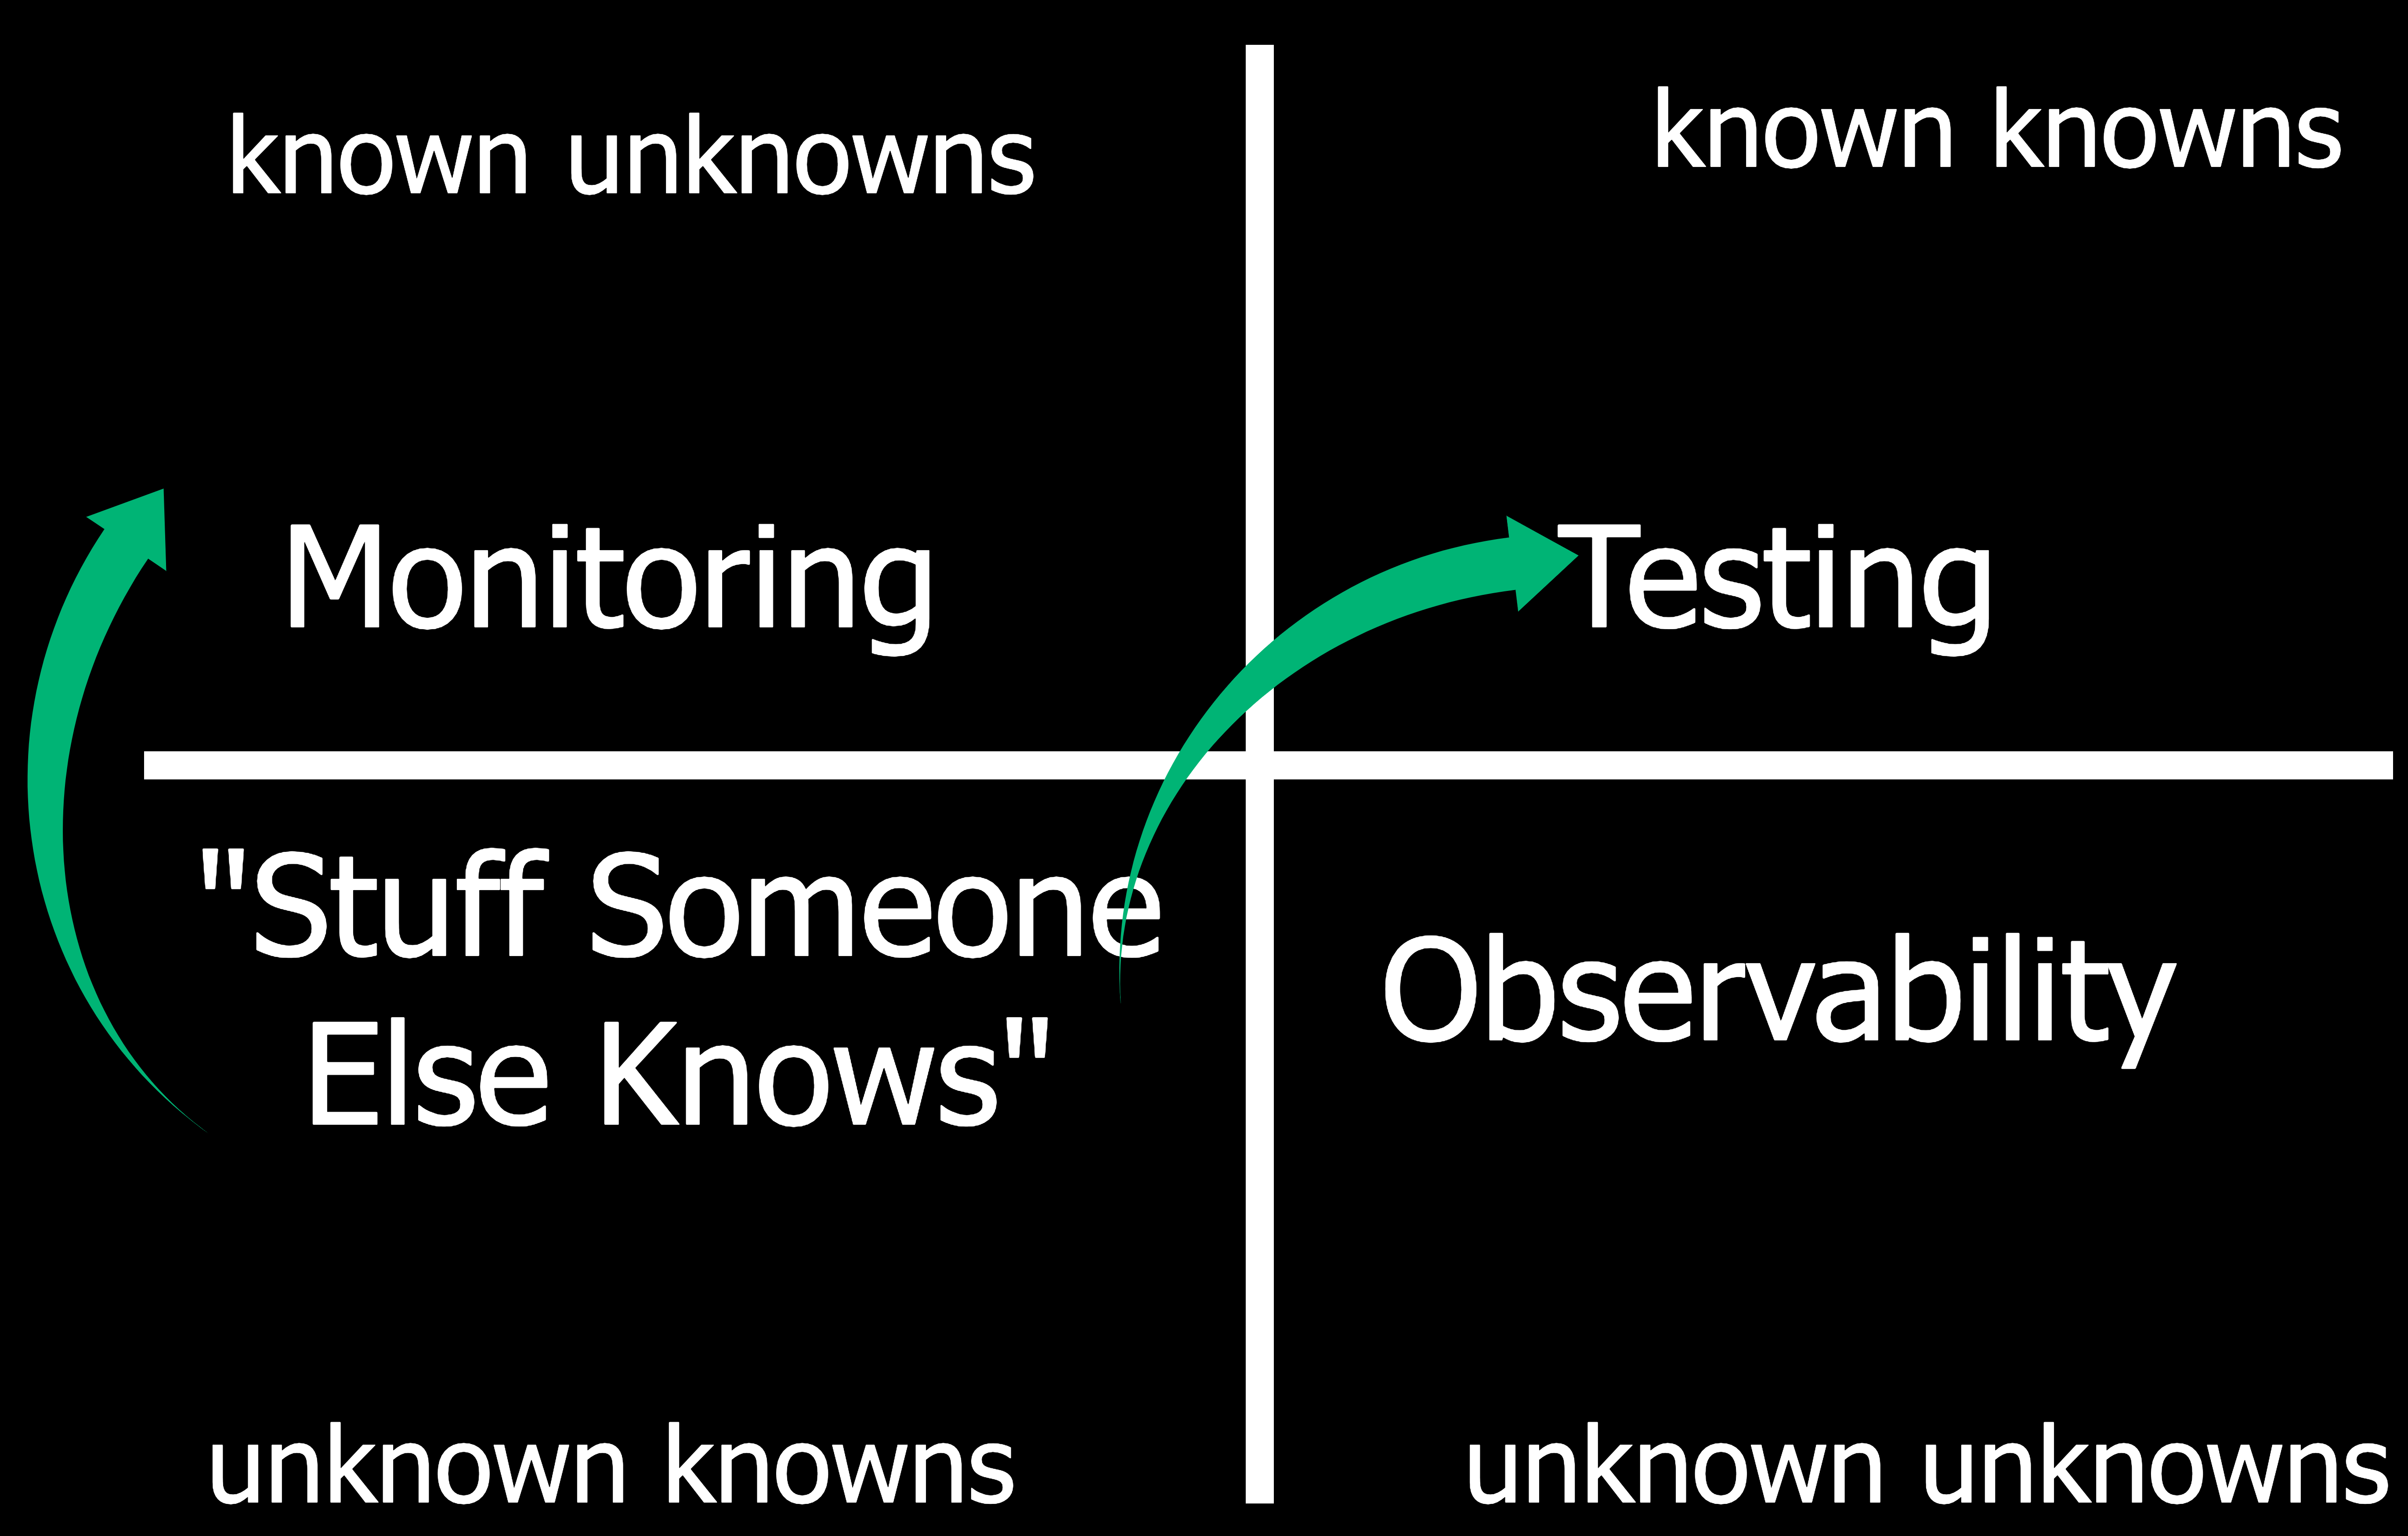 known unknowns
known knowns
Monitoring
Testing
"Stuff Someone
Else Knows"
Observability
unknown knowns
unknown unknowns